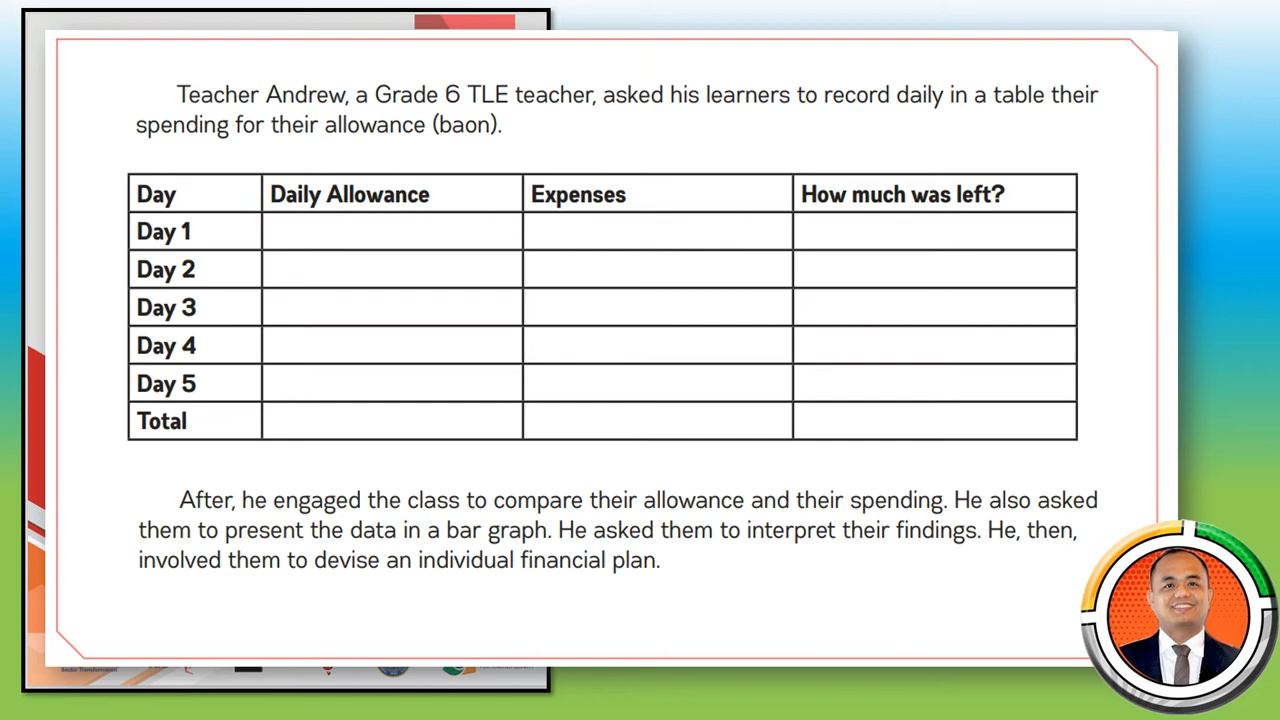 Teacher Andrew, a Grade 6 TLE teacher, asked his learners to record daily in a table their
spending for their allowance (baon).
Day Daily Allowance Expenses How much was left?
Day 1
Day 2
Day 3
Day 4
Day 5
Total
After, he engaged the class to compare their allowance and their spending. He also asked
them to present the data in a bar graph. He asked them to interpret their findings. He, then,
involved them to devise an individual financial plan.
Sector Transformation